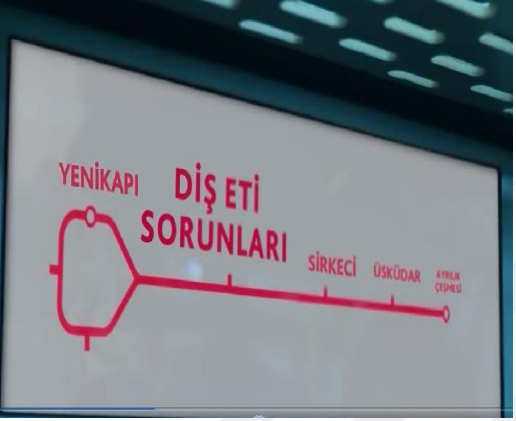 YENİKAPI
DİŞ ETİ
SORUNLARI
SİRKECİ
ÜSKÜDAR
AYRILIK
ÇEŞMESİ